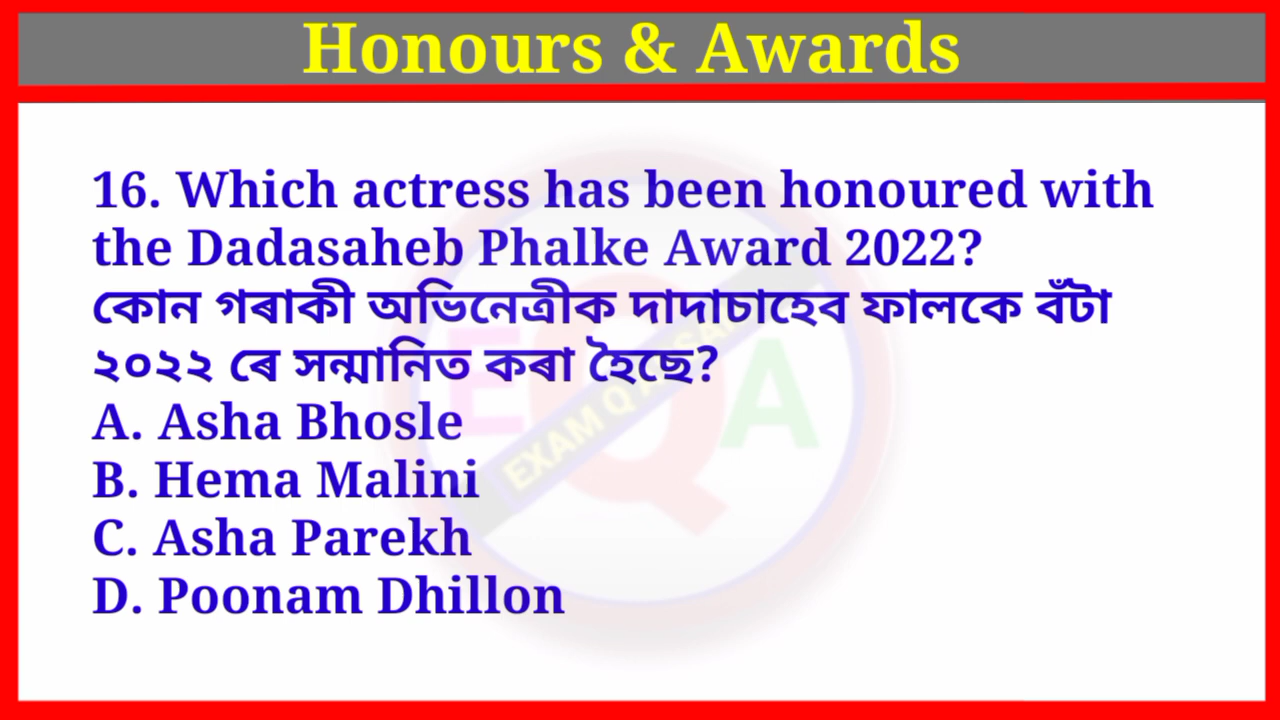 Honours & Awards
16. Which actress has been honoured with
the Dadasaheb Phalke Award 2022?
কোন গৰাকী অভিনেত্ৰীক দাদাচাহেব ফালকে বঁটা
২০২২ ৰে সন্মানিত কৰা হৈছে?
A. Asha Bhosle
B. Hema Malini
C. Asha Parekh
D. Poonam Dhillon
E Q A